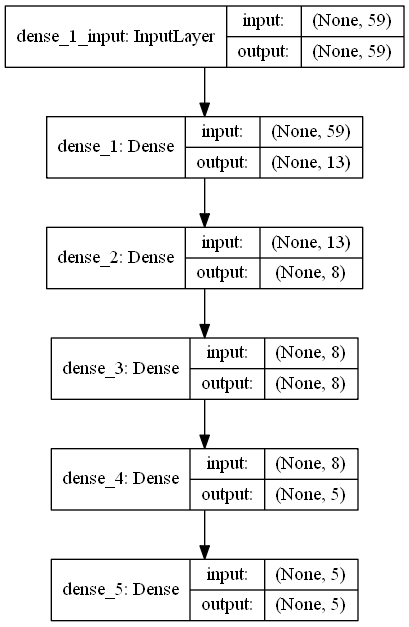 dense_1_input: InputLayer
input: (None, 59)
output: (None, 59)
dense_1: Dense
input: (None, 59)
output: (None, 13)
dense_2: Dense
input: (None, 13)
output: (None, 8)
dense_3: Dense
input: (None, 8)
output: (None, 8)
dense_4: Dense
input: (None, 8)
output: (None, 5)
dense_5: Dense
input: (None, 5)
output: (None, 5)